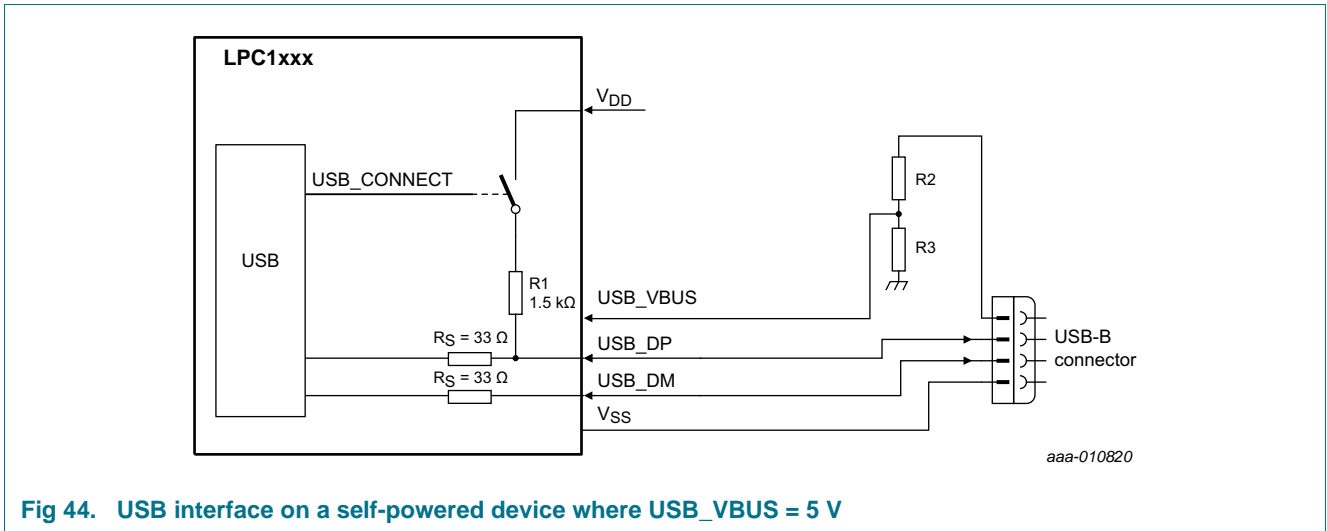 LPC1xxx
VDD
USB_CONNECT
R2
USB
R3
R1
1.5 kΩ
USB_VBUS
RS = 33 Ω
USB_DP
USB-B
connector
RS = 33 Ω
USB_DM
VSS
aaa-010820
Fig 44. USB interface on a self-powered device where USB_VBUS = 5 V